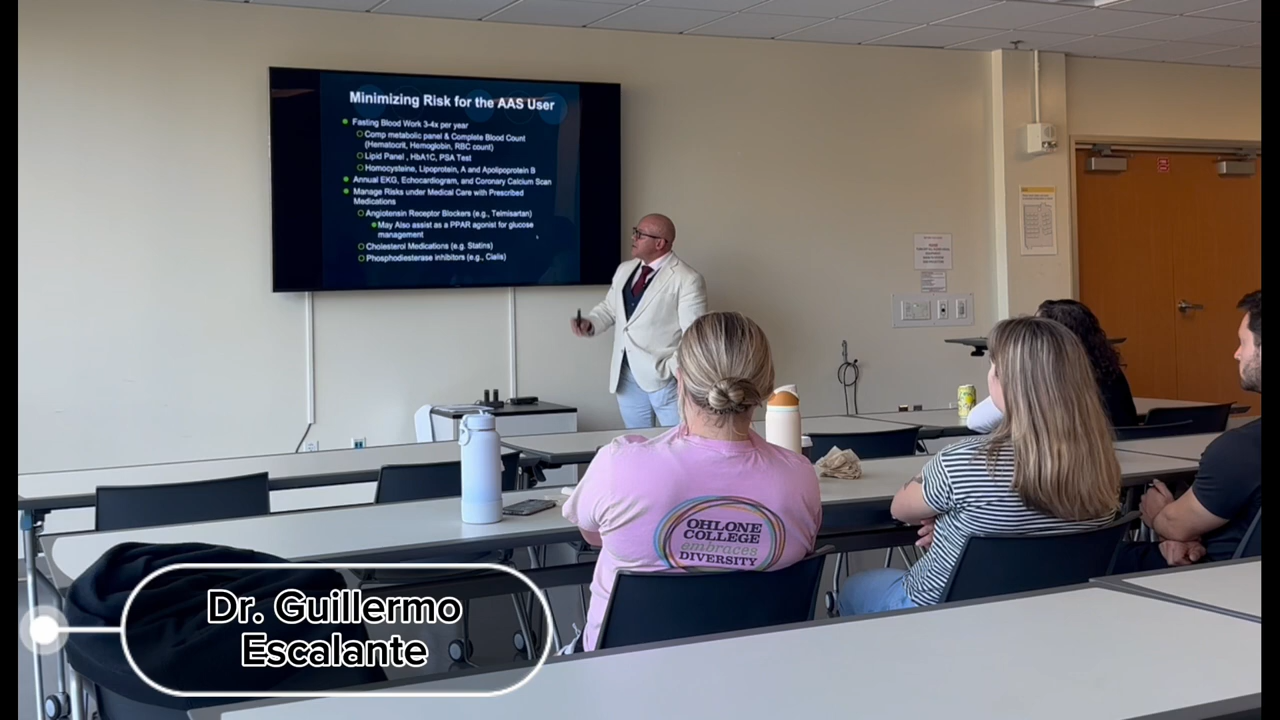 Minimizing Risk for the AAS User
Fasting Blood Work 3-4x per year
Comp metabolic panel & Complete Blood Count
(Hematocrit, Hemoglobin, RBC count)
Lipid Panel , HbA1C, PSA Test
Homocysteine, Lipoprotein, A and Apolipoprotein B
Annual EKG, Echocardiogram, and Coronary Calcium Scan
Manage Risks under Medical Care with Prescribed
Medications
Angiotensin Receptor Blockers (e.g., Telmisartan)
May Also assist as a PPAR agonist for glucose
management
Cholesterol Medications (e.g. Statins)
Phosphodiesterase inhibitors (e.g., Cialis)
OHLONE
COLLEGE
embraces
DIVERSITY
Dr. Guillermo
Escalante